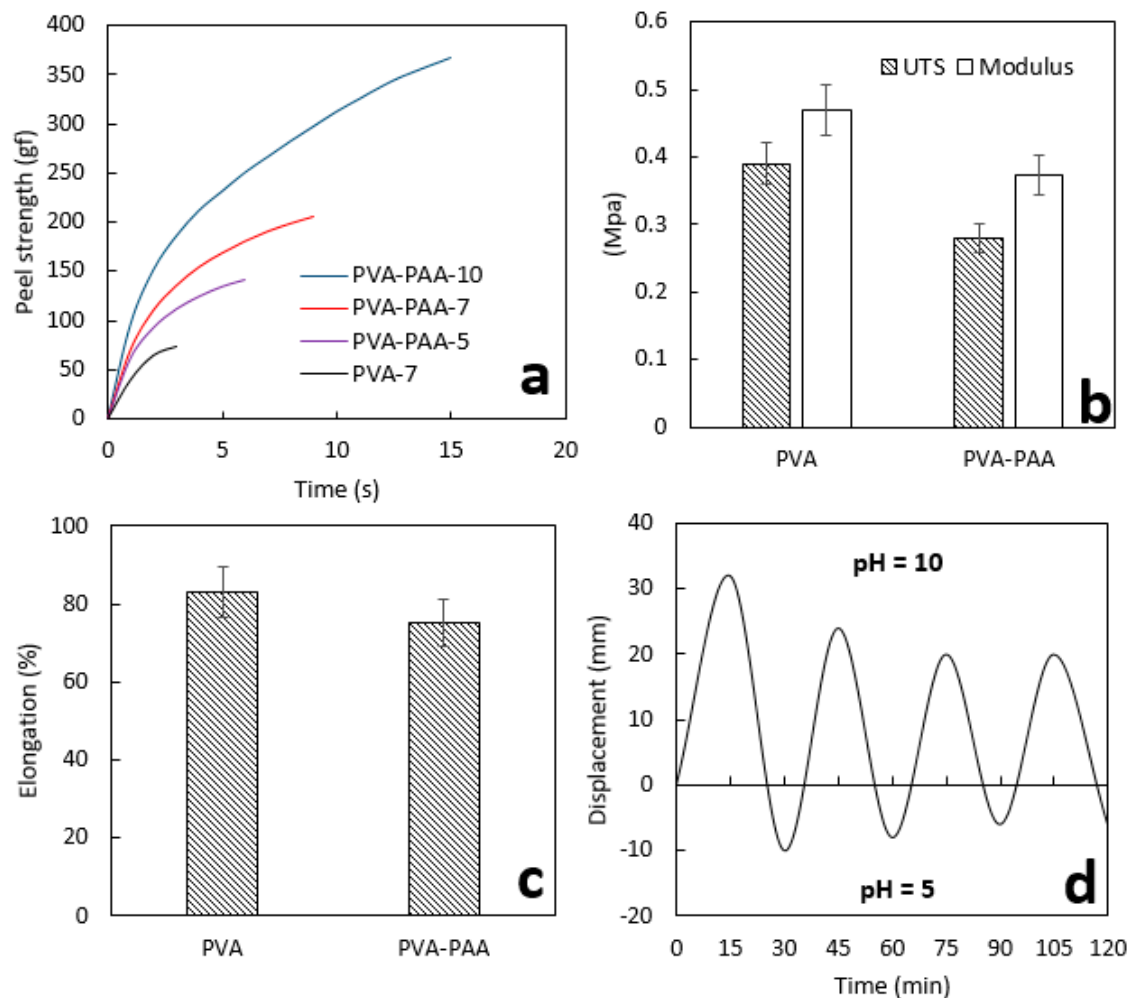 Peel strength (gf)
400
350
300
250
200
150
100
50
0
PVA-PAA-10
PVA-PAA-7
PVA-PAA-5
PVA-7
a
0 5 10 15 20
Time (s)
(Mpa)
0.6
0.5
0.4
0.3
0.2
0.1
0
UTS Modulus
b
PVA PVA-PAA
Elongation (%)
100
80
60
40
20
0
c
PVA PVA-PAA
Displacement (mm)
40
30
20
10
0
-10
-20
pH = 10
pH = 5
d
0 15 30 45 60 75 90 105 120
Time (min)